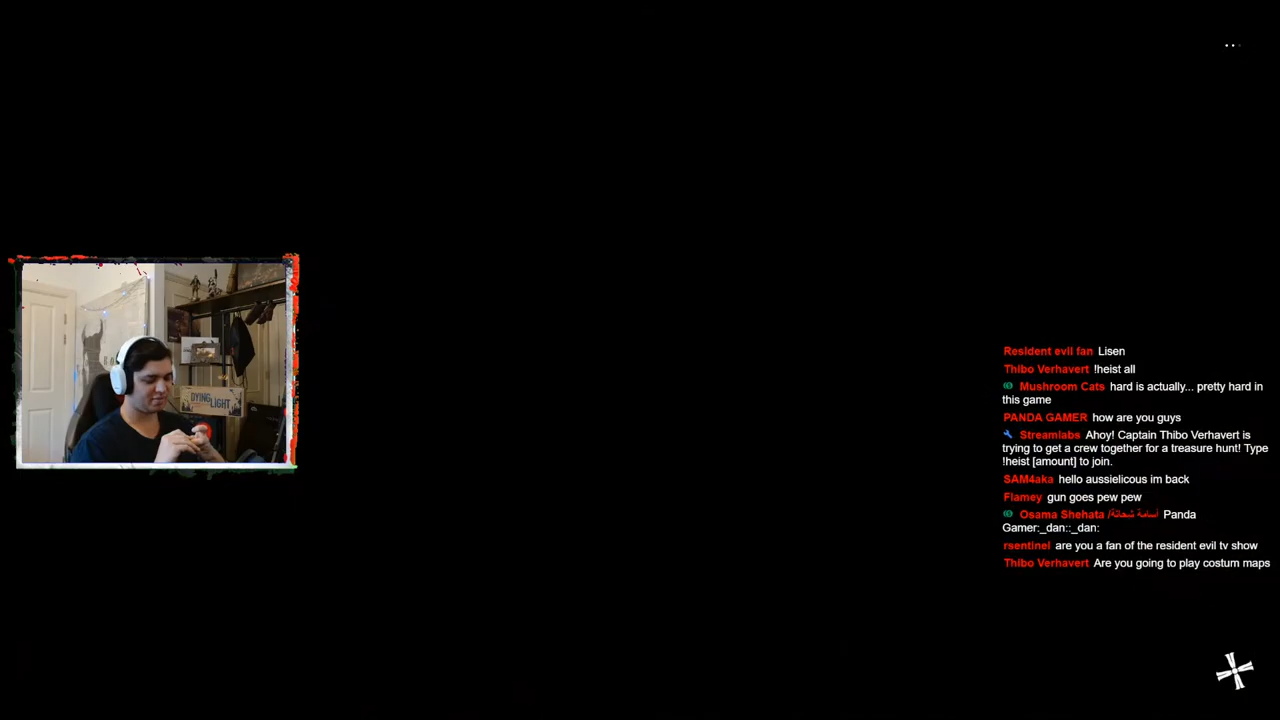 DYING
LIGHT
Resident evil fan Lisen
Thibo Verhavert !heist all
Mushroom Cats hard is actually... pretty hard in
this game
PANDA GAMER how are you guys
Streamlabs Ahoy! Captain Thibo Verhavert is
trying to get a crew together for a treasure hunt! Type
!heist [amount] to join.
SAM4aka hello aussielicous im back
Flamey gun goes pew pew
Osama Shehata /أسامة شحاتة Panda
Gamer:_dan::_dan:
rsentinel are you a fan of the resident evil tv show
Thibo Verhavert Are you going to play costum maps